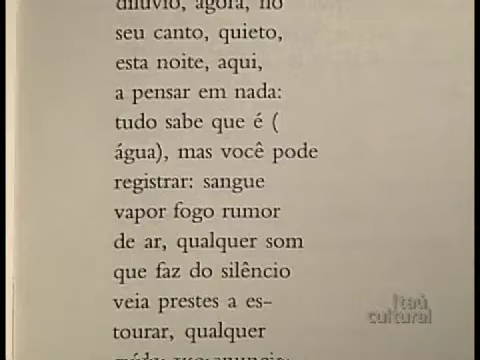 dilúvio, agora, no
seu canto, quieto,
esta noite, aqui,
a pensar em nada:
tudo sabe que é (
água), mas você pode
registrar: sangue
vapor fogo rumor
de ar, qualquer som
que faz do silêncio
veia prestes a es-
tourar, qualquer
Itaú
cultural